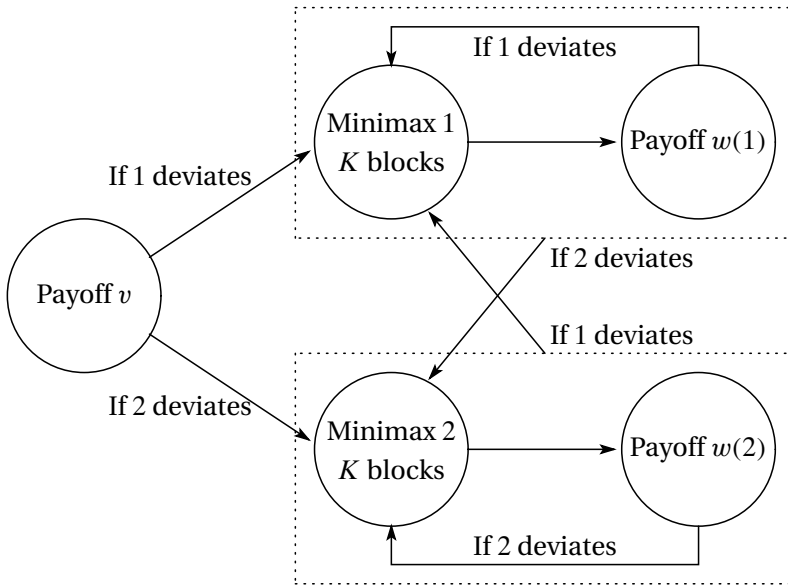 If 1 deviates
Minimax 1
K blocks
Payoff w(1)
If 1 deviates
If 2 deviates
Payoff v
If 1 deviates
If 2 deviates
Minimax 2
K blocks
Payoff w(2)
If 2 deviates